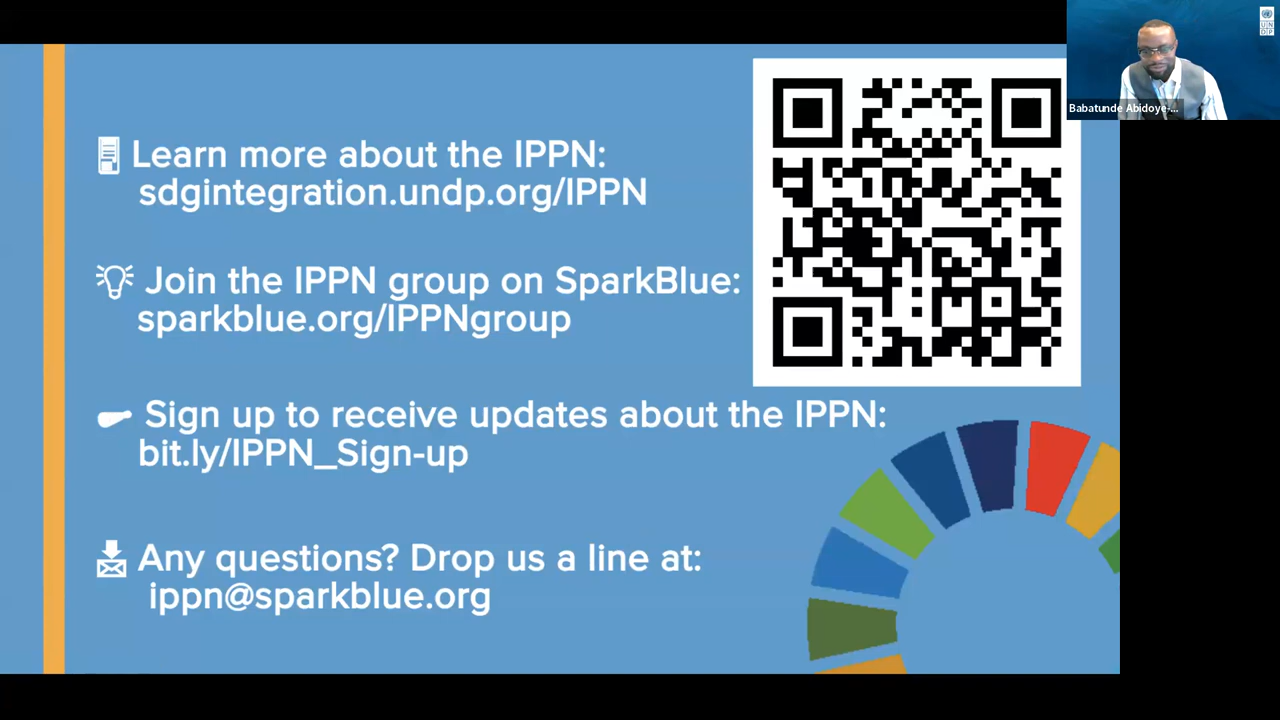 Learn more about the IPPN:
sdgintegration.undp.org/IPPN
Join the IPPN group on SparkBlue:
sparkblue.org/IPPNgroup
Sign up to receive updates about the IPPN:
bit.ly/IPPN_Sign-up
Any questions? Drop us a line at:
ippn@sparkblue.org
Babatunde Abidoye-...
U N
D P